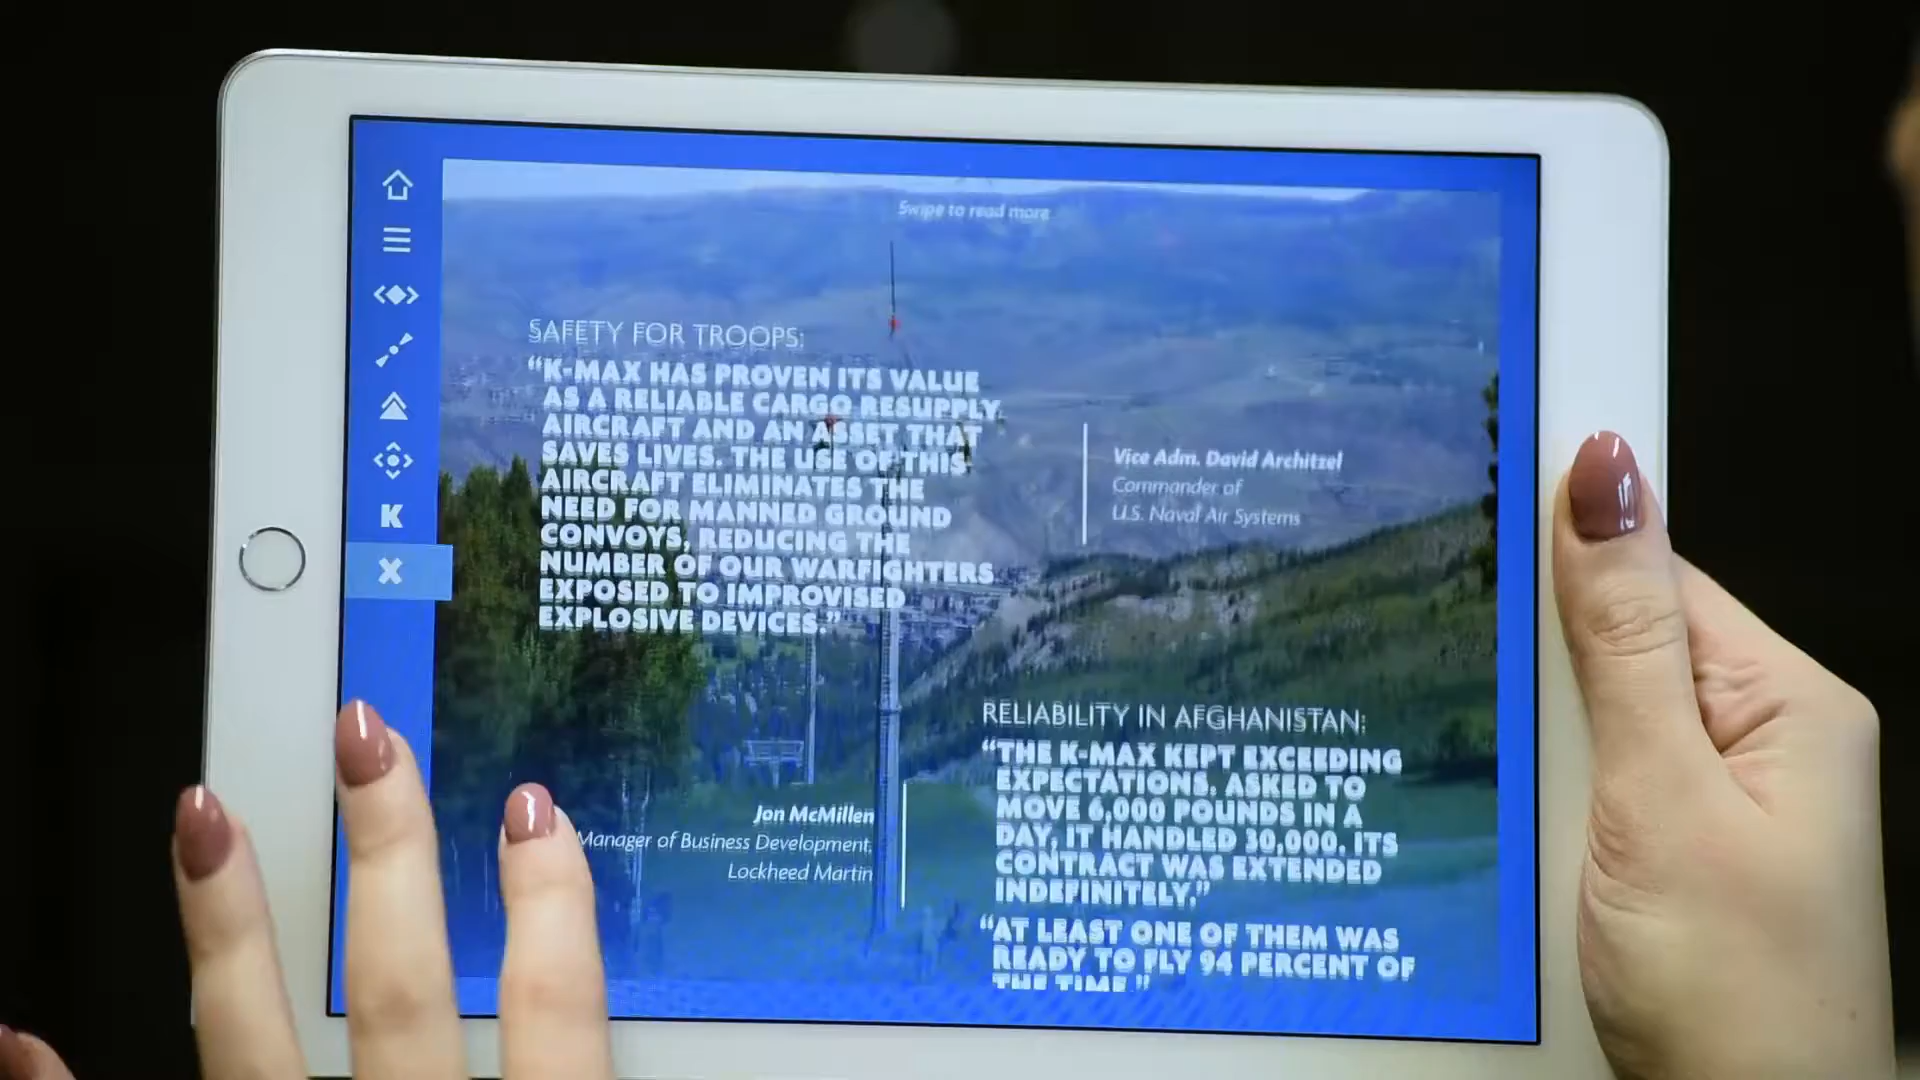 Swipe to read more
SAFETY FOR TROOPS:
“K-MAX HAS PROVEN ITS VALUE
AS A RELIABLE CARGO RESUPPLY
AIRCRAFT AND AN ASSET THAT
SAVES LIVES. THE USE OF THIS
AIRCRAFT ELIMINATES THE
NEED FOR MANNED GROUND
CONVOYS, REDUCING THE
NUMBER OF OUR WARFIGHTERS
EXPOSED TO IMPROVISED
EXPLOSIVE DEVICES.”
Vice Adm. David Architzel
Commander of
U.S. Naval Air Systems
K
X
RELIABILITY IN AFGHANISTAN:
“THE K-MAX KEPT EXCEEDING
EXPECTATIONS. ASKED TO
MOVE 6,000 POUNDS IN A
DAY, IT HANDLED 30,000. ITS
CONTRACT WAS EXTENDED
INDEFINITELY.”
“AT LEAST ONE OF THEM WAS
READY TO FLY 94 PERCENT OF
THE TIME.”
Jon McMillen
Manager of Business Development,
Lockheed Martin